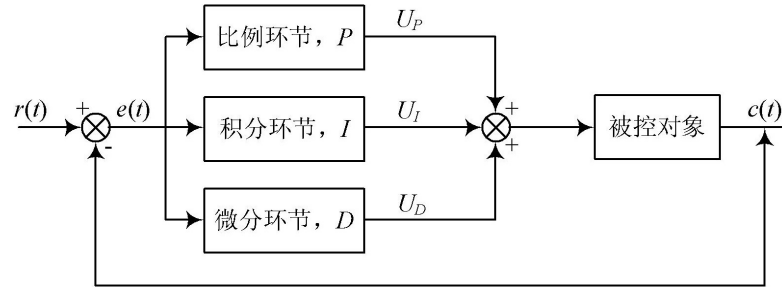 比例环节，P
U_P
r(t)
+
e(t)
-
积分环节，I
U_I
+
+
被控对象
c(t)
微分环节，D
U_D